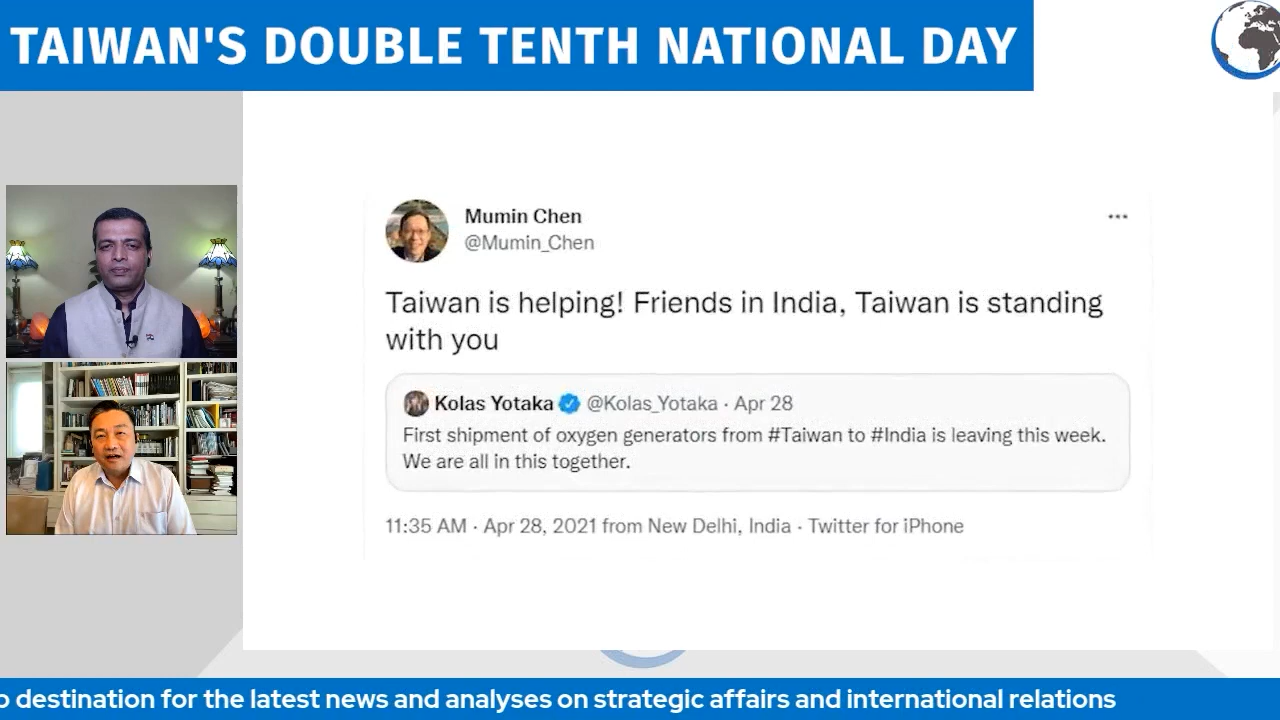 TAIWAN'S DOUBLE TENTH NATIONAL DAY
Mumin Chen
@Mumin_Chen
Taiwan is helping! Friends in India, Taiwan is standing
with you
Kolas Yotaka @Kolas_Yotaka · Apr 28
First shipment of oxygen generators from #Taiwan to #India is leaving this week.
We are all in this together.
11:35 AM · Apr 28, 2021 from New Delhi, India · Twitter for iPhone
destination for the latest news and analyses on strategic affairs and international relations